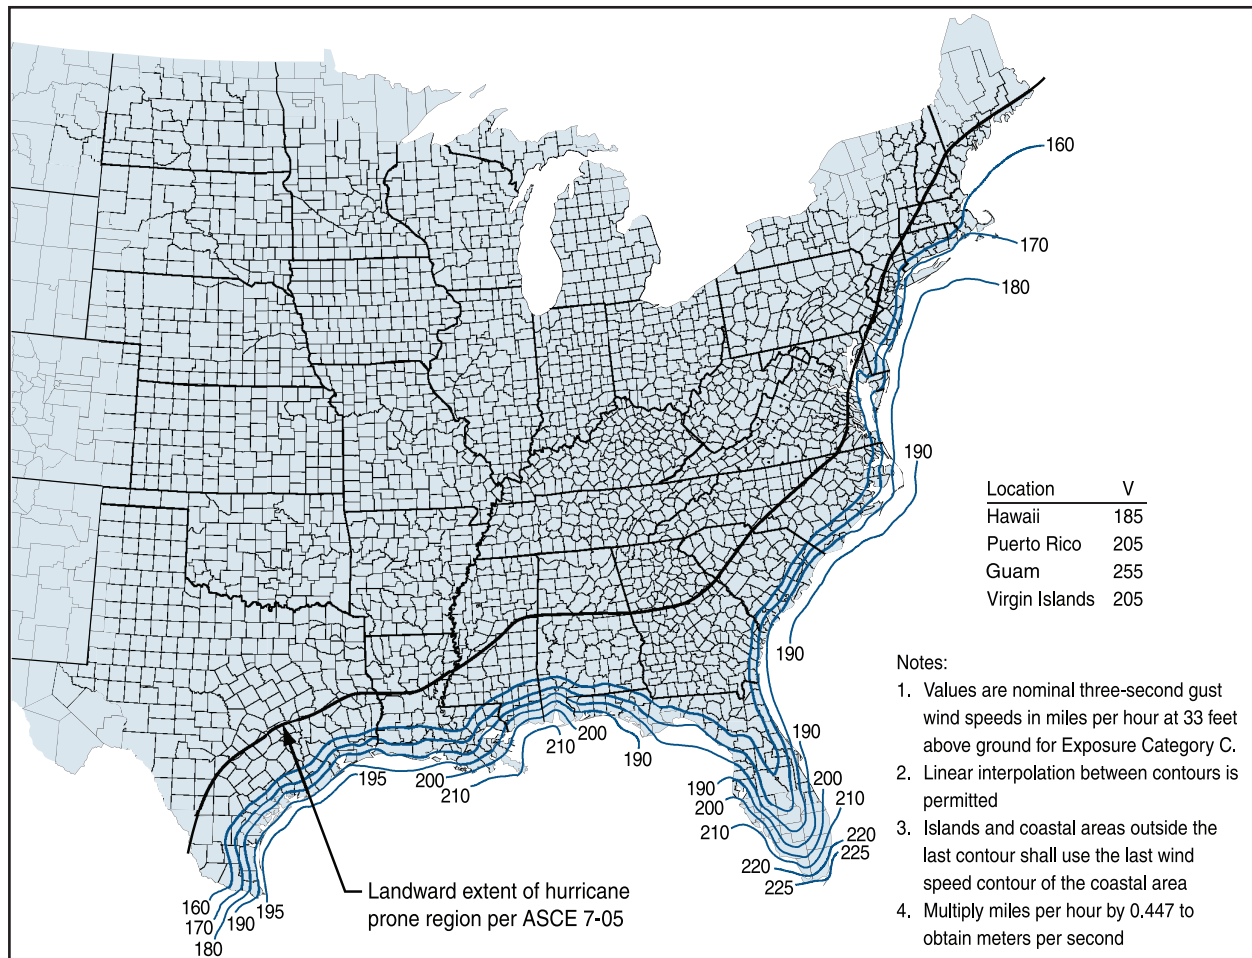 160
170
180
190
Location V
Hawaii 185
Puerto Rico 205
Guam 255
Virgin Islands 205
190
Notes:
1. Values are nominal three-second gust
wind speeds in miles per hour at 33 feet
above ground for Exposure Category C.
2. Linear interpolation between contours is
permitted
3. Islands and coastal areas outside the
last contour shall use the last wind
speed contour of the coastal area
4. Multiply miles per hour by 0.447 to
obtain meters per second
190
200
210
220
225
190
200
210
220
225
190
200
210
195
200
210
Landward extent of hurricane
prone region per ASCE 7-05
160
170
180
190
195